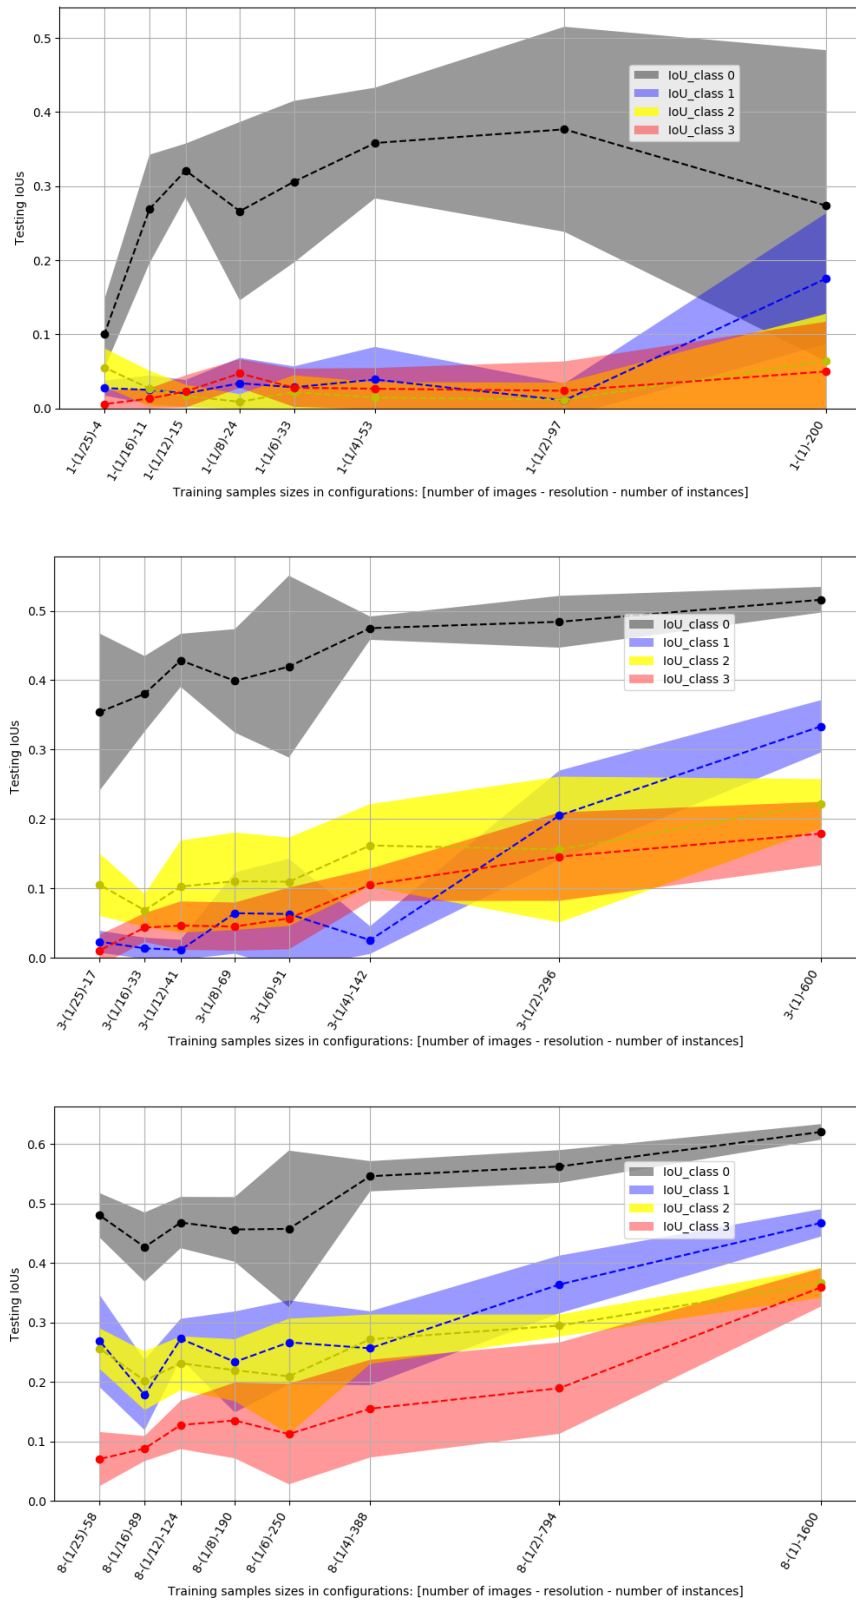 0.5
0.4
0.3
0.2
0.1
0.0
Testing IoUs
IoU_class 0
IoU_class 1
IoU_class 2
IoU_class 3
1-(1/25)-4
1-(1/16)-11
1-(1/12)-15
1-(1/8)-24
1-(1/6)-33
1-(1/4)-53
1-(1/2)-97
1-(1)-200
Training samples sizes in configurations: [number of images - resolution - number of instances]
0.5
0.4
0.3
0.2
0.1
0.0
Testing IoUs
IoU_class 0
IoU_class 1
IoU_class 2
IoU_class 3
3-(1/25)-17
3-(1/16)-33
3-(1/12)-41
3-(1/8)-69
3-(1/6)-91
3-(1/4)-142
3-(1/2)-296
3-(1)-600
Training samples sizes in configurations: [number of images - resolution - number of instances]
0.6
0.5
0.4
0.3
0.2
0.1
0.0
Testing IoUs
IoU_class 0
IoU_class 1
IoU_class 2
IoU_class 3
8-(1/25)-58
8-(1/16)-89
8-(1/12)-124
8-(1/8)-190
8-(1/6)-250
8-(1/4)-388
8-(1/2)-794
8-(1)-1600
Training samples sizes in configurations: [number of images - resolution - number of instances]